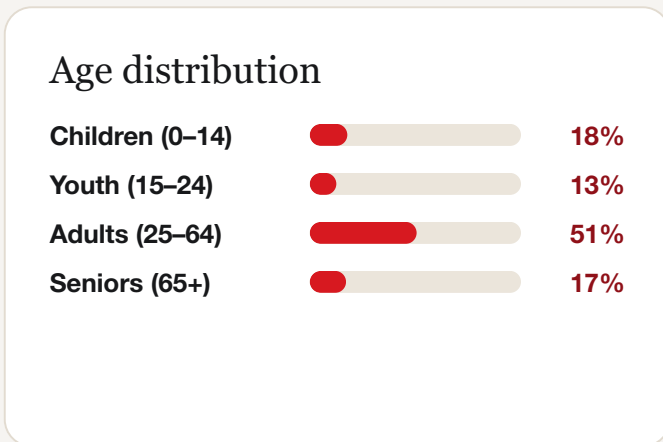 Age distribution
Children (0–14) 18%
Youth (15–24) 13%
Adults (25–64) 51%
Seniors (65+) 17%